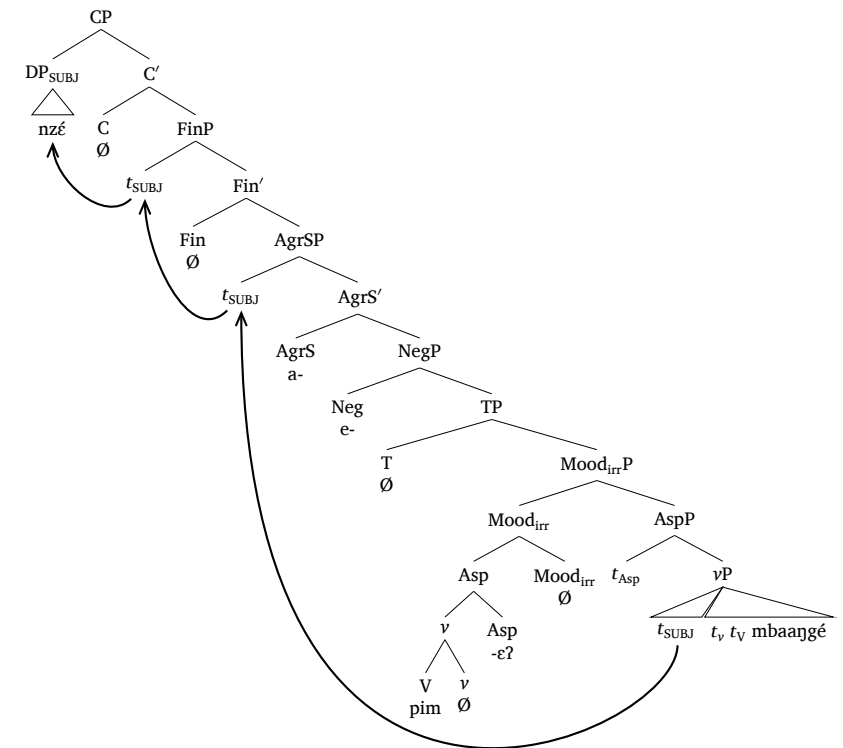 CP
DP_SUBJ C′
nzɛ́ C FinP
Ø
t_SUBJ Fin′
Fin AgrSP
Ø
t_SUBJ AgrS′
AgrS NegP
a-
Neg TP
e-
T Mood_irrP
Ø
Mood_irr AspP
Asp Mood_irr t_Asp vP
Ø
v Asp t_SUBJ t_v t_V mbaaŋgé
-ɛʔ
V v
pim Ø